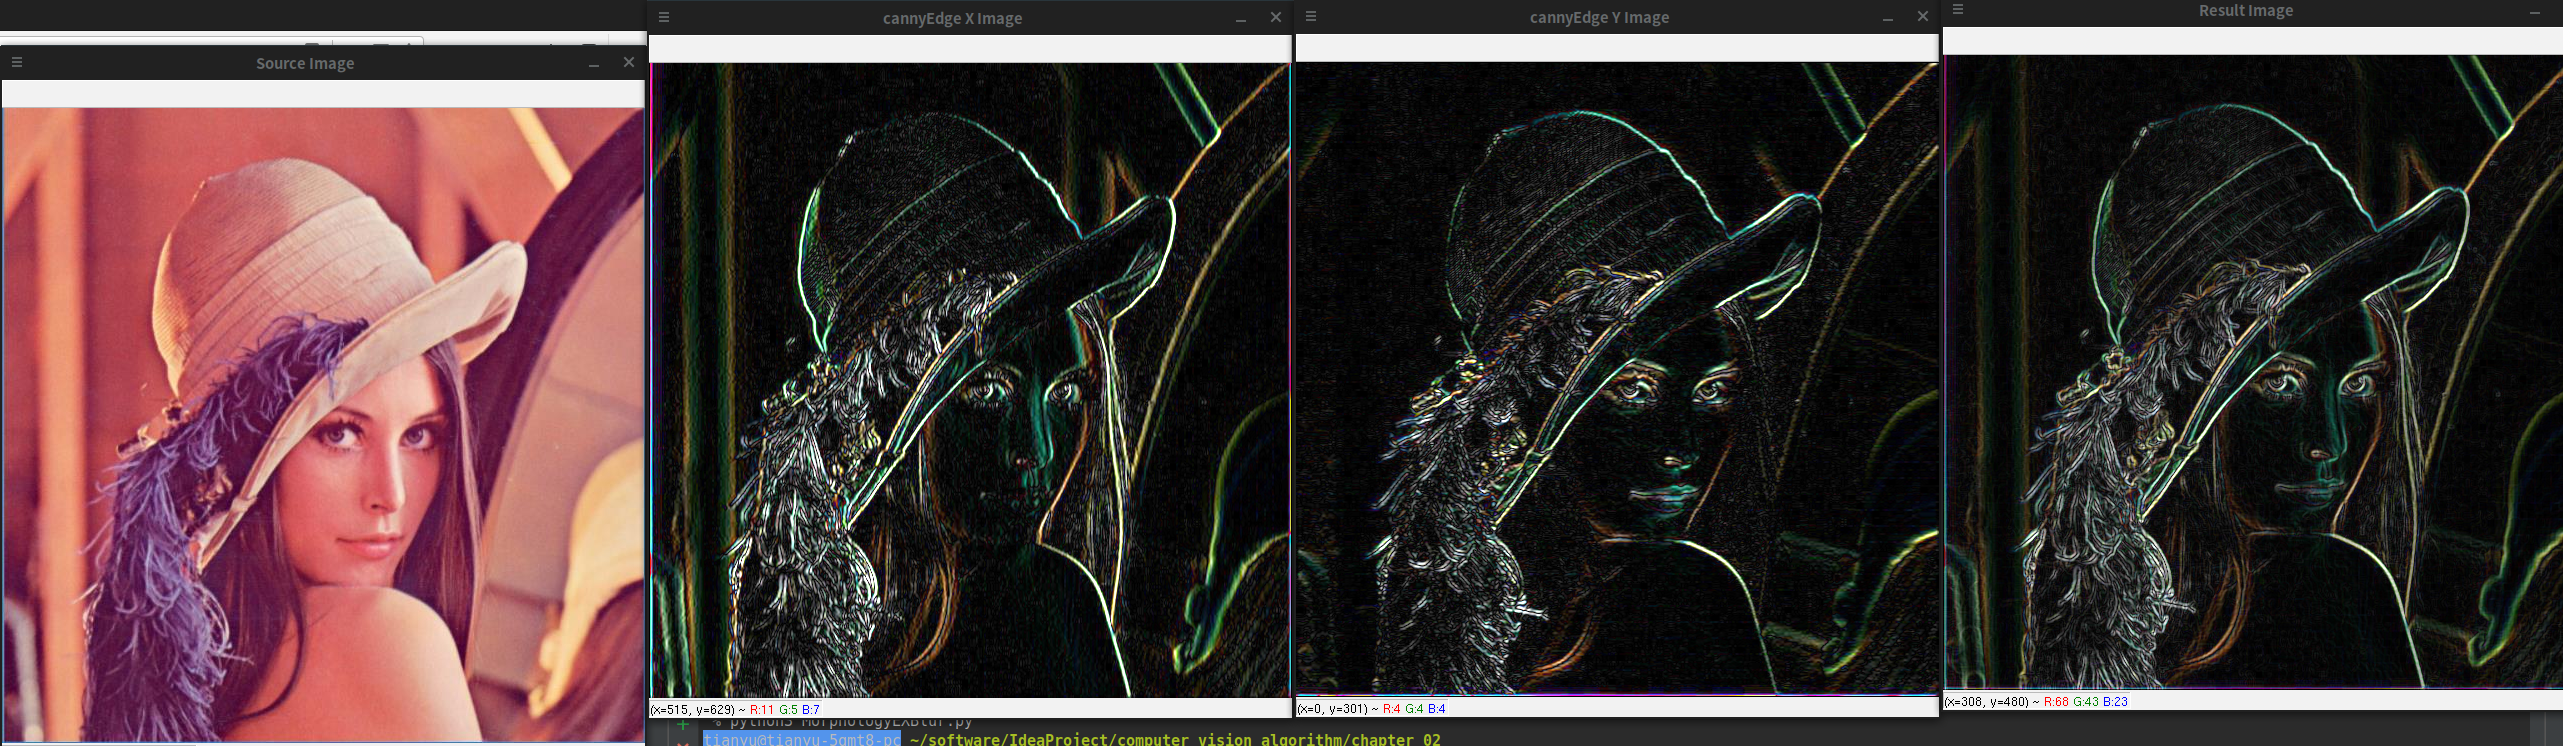 Source Image
cannyEdge X Image
cannyEdge Y Image
Result Image
(x=515, y=629) ~ R:11 G:5 B:7
(x=0, y=301) ~ R:4 G:4 B:4
(x=308, y=480) ~ R:68 G:43 B:23
% python3 MorphologyEXBlur.py
tianyu@tianyu-5qmt8-pc ~/software/IdeaProject/computer_vision_algorithm/chapter_02